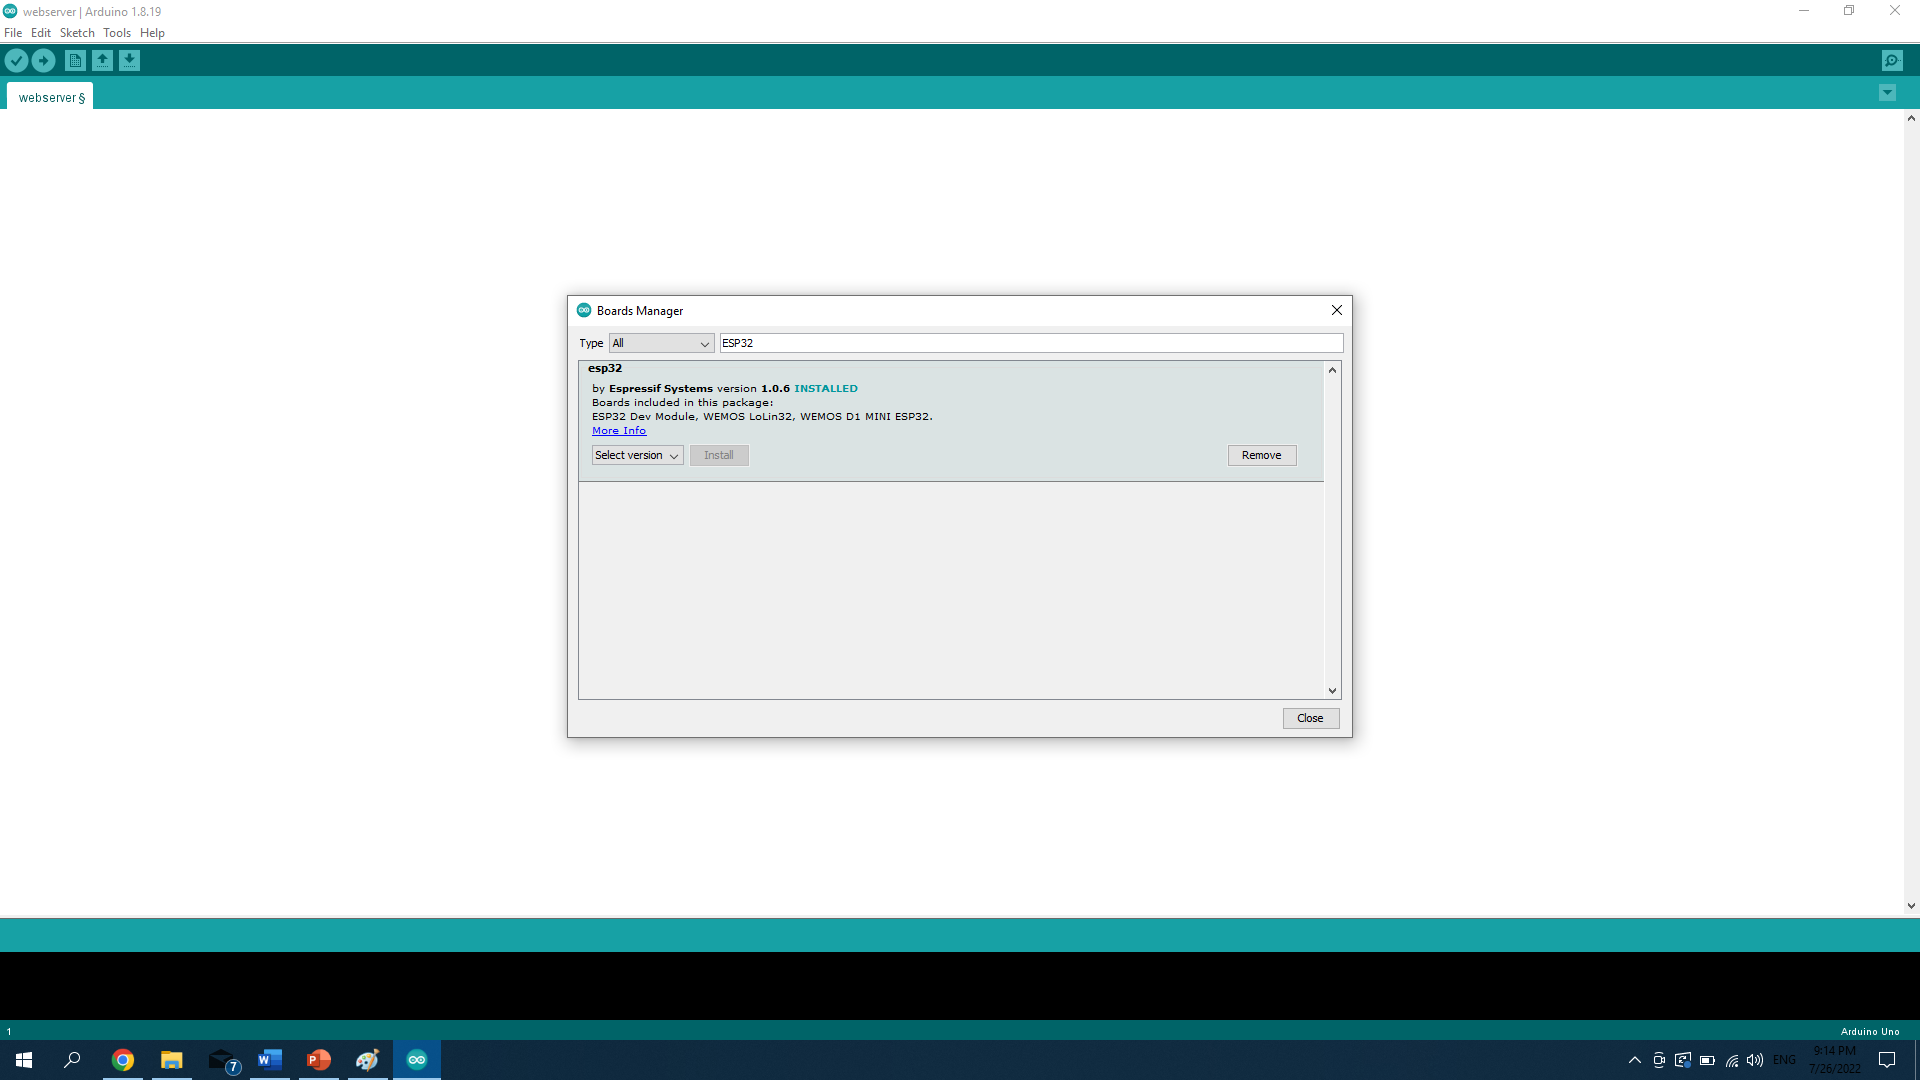 webserver | Arduino 1.8.19
File Edit Sketch Tools Help
webserver §
Boards Manager
Type All ESP32
esp32
by Espressif Systems version 1.0.6 INSTALLED
Boards included in this package:
ESP32 Dev Module, WEMOS LoLin32, WEMOS D1 MINI ESP32.
More Info
Select version Install Remove
Close
1 Arduino Uno
7 W P ENG 9:14 PM
7/26/2022